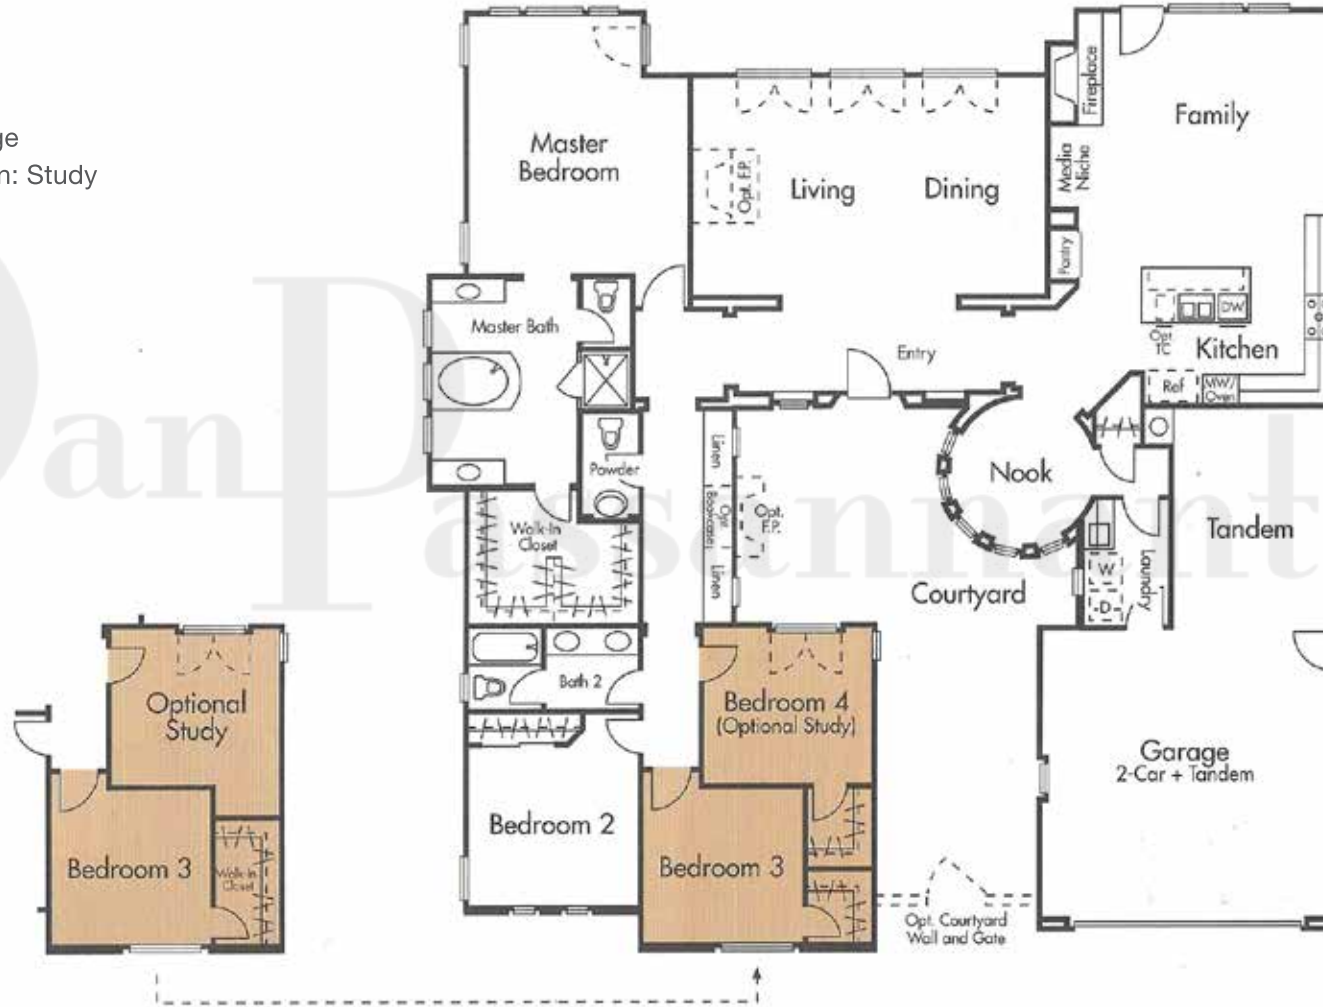 ge
n: Study
Master
Bedroom
Opt. F.P.
Living
Dining
Fireplace
Media
Niche
Family
Pantry
DW
Opt
TC
Kitchen
Ref
MW/
Oven
Master Bath
Entry
Powder
Linen
Opt.
Bookcase
Linen
Opt.
F.P.
Nook
Walk-In
Closet
Courtyard
W
D
Laundry
Tandem
Dan Passannant
Bath 2
Optional
Study
Bedroom 3
Walk-In
Closet
Bedroom 4
(Optional Study)
Bedroom 2
Bedroom 3
Garage
2-Car + Tandem
Opt. Courtyard
Wall and Gate